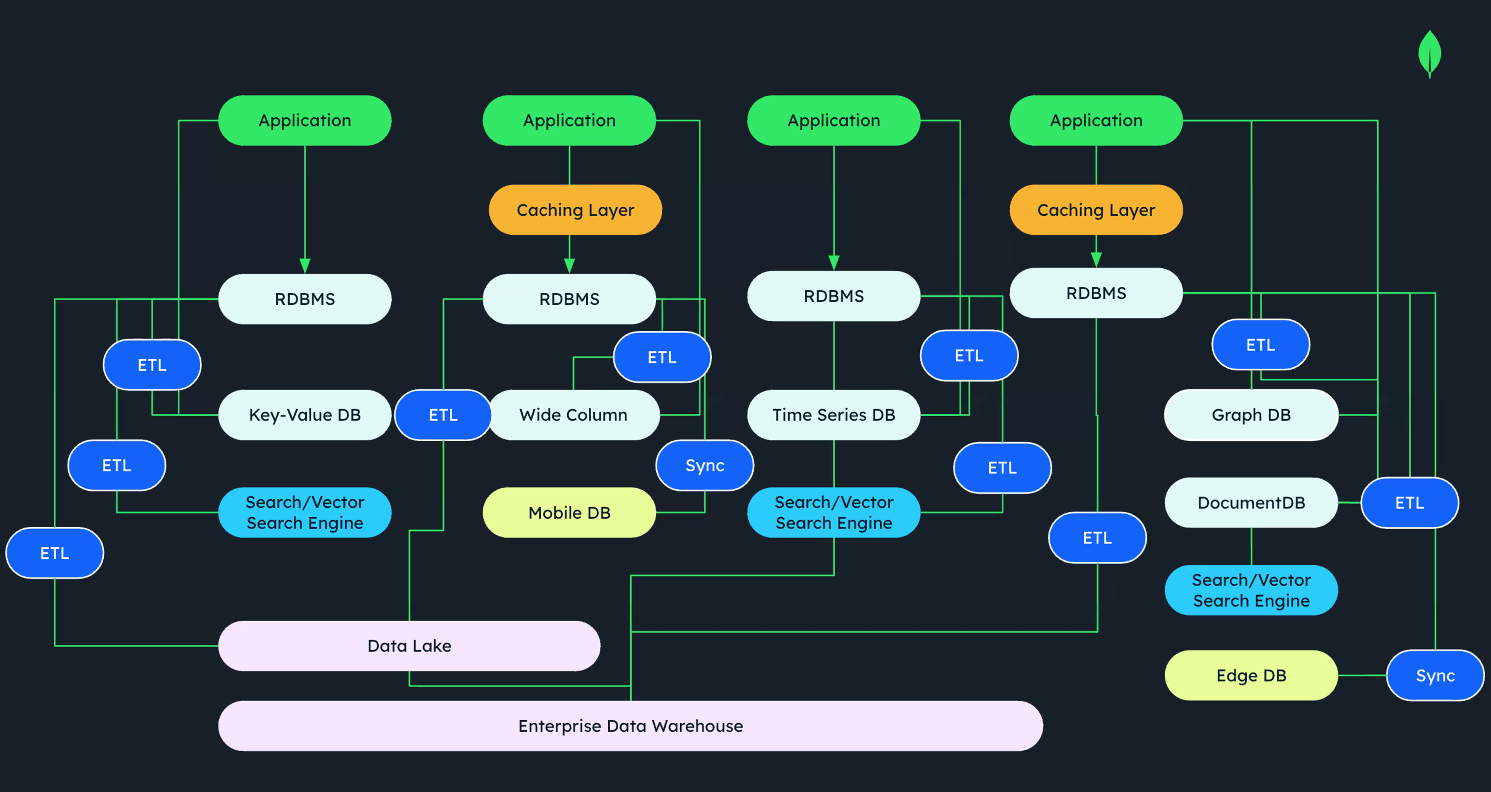 Application
Application
Application
Application
Caching Layer
Caching Layer
RDBMS
RDBMS
RDBMS
RDBMS
ETL
ETL
ETL
ETL
Key-Value DB
ETL
Wide Column
Time Series DB
Graph DB
ETL
Sync
ETL
Search/Vector
Search Engine
Mobile DB
Search/Vector
Search Engine
DocumentDB
ETL
ETL
ETL
Search/Vector
Search Engine
Data Lake
Edge DB
Sync
Enterprise Data Warehouse